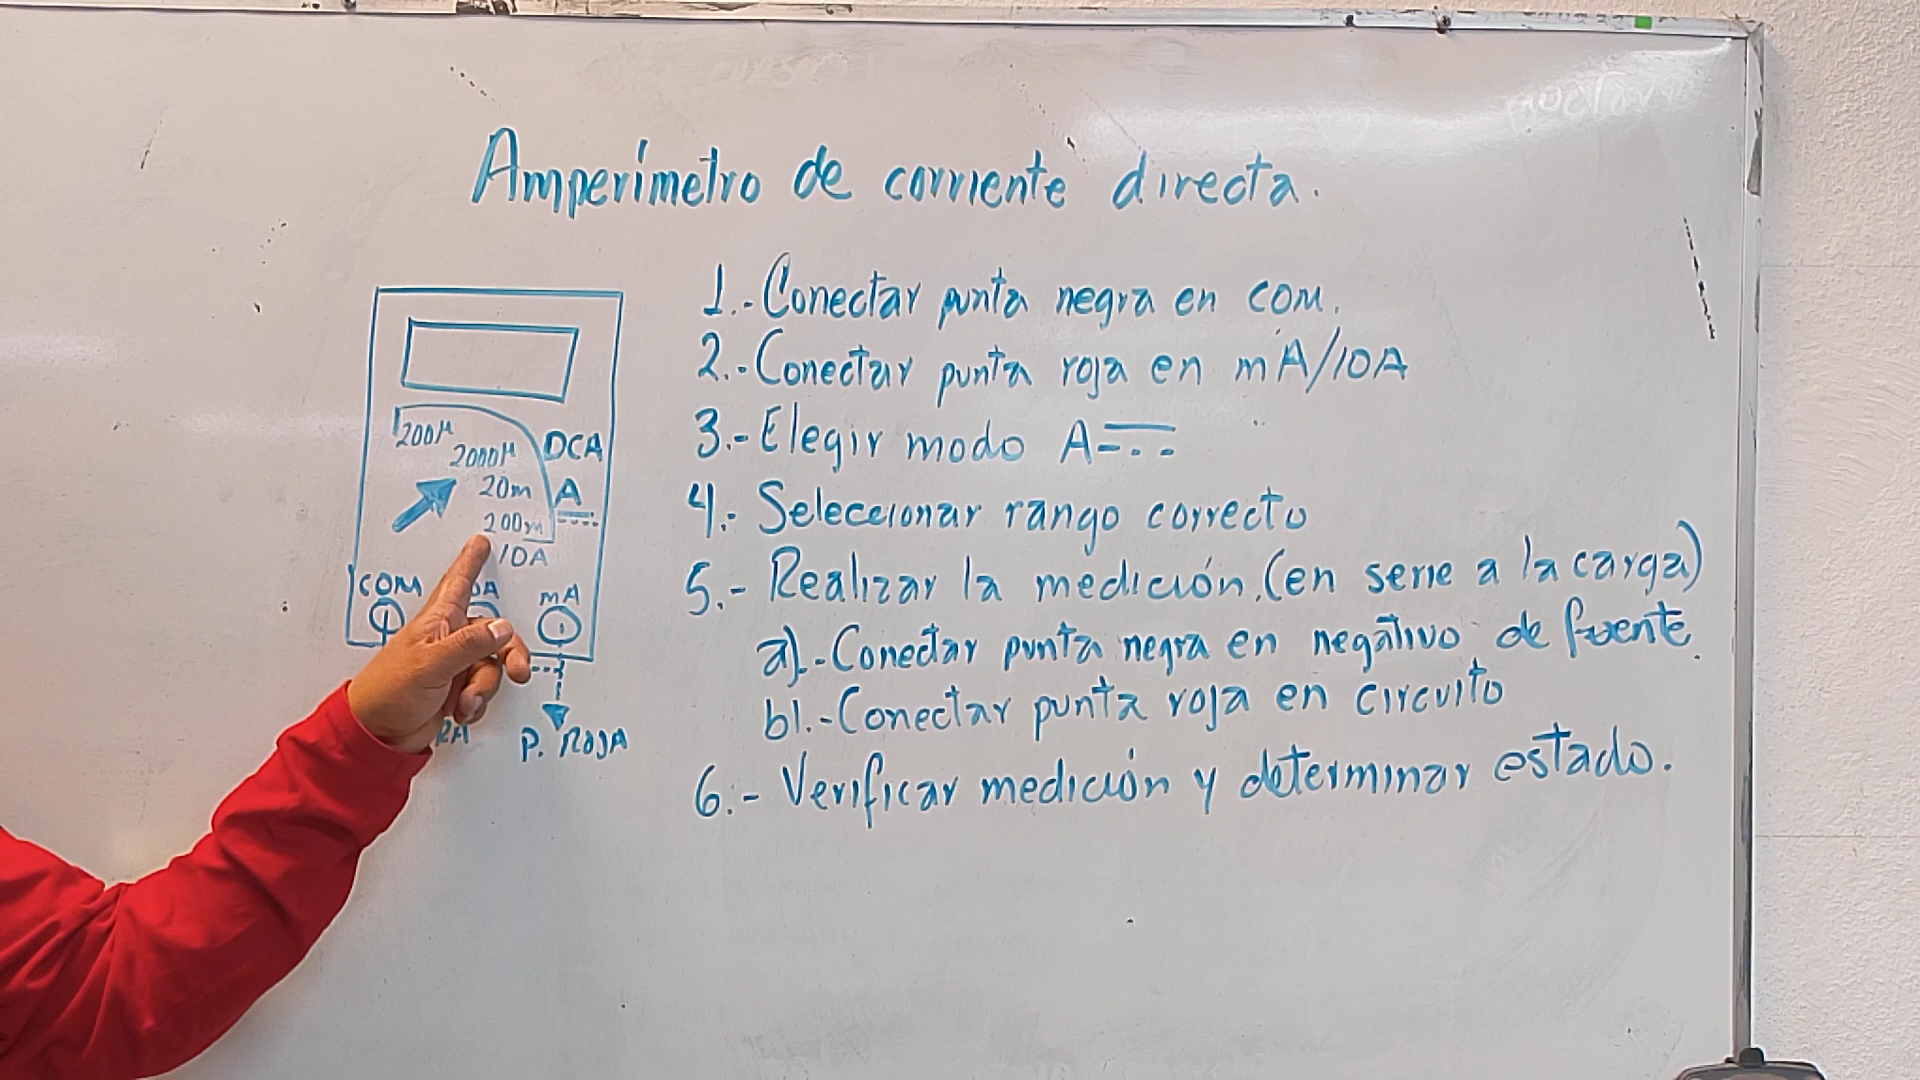 Amperímetro de corriente directa.
1.- Conectar punta negra en COM.
2.- Conectar punta roja en mA/10A
3.- Elegir modo A
4.- Seleccionar rango correcto
5.- Realizar la medición, (en serie a la carga)
a).- Conectar punta negra en negativo de fuente.
b).- Conectar punta roja en circuito
6.- Verificar medición y determinar estado.
200µ
2000µ
DCA
20m
A
200m
10A
COM
mA
P. ROJA